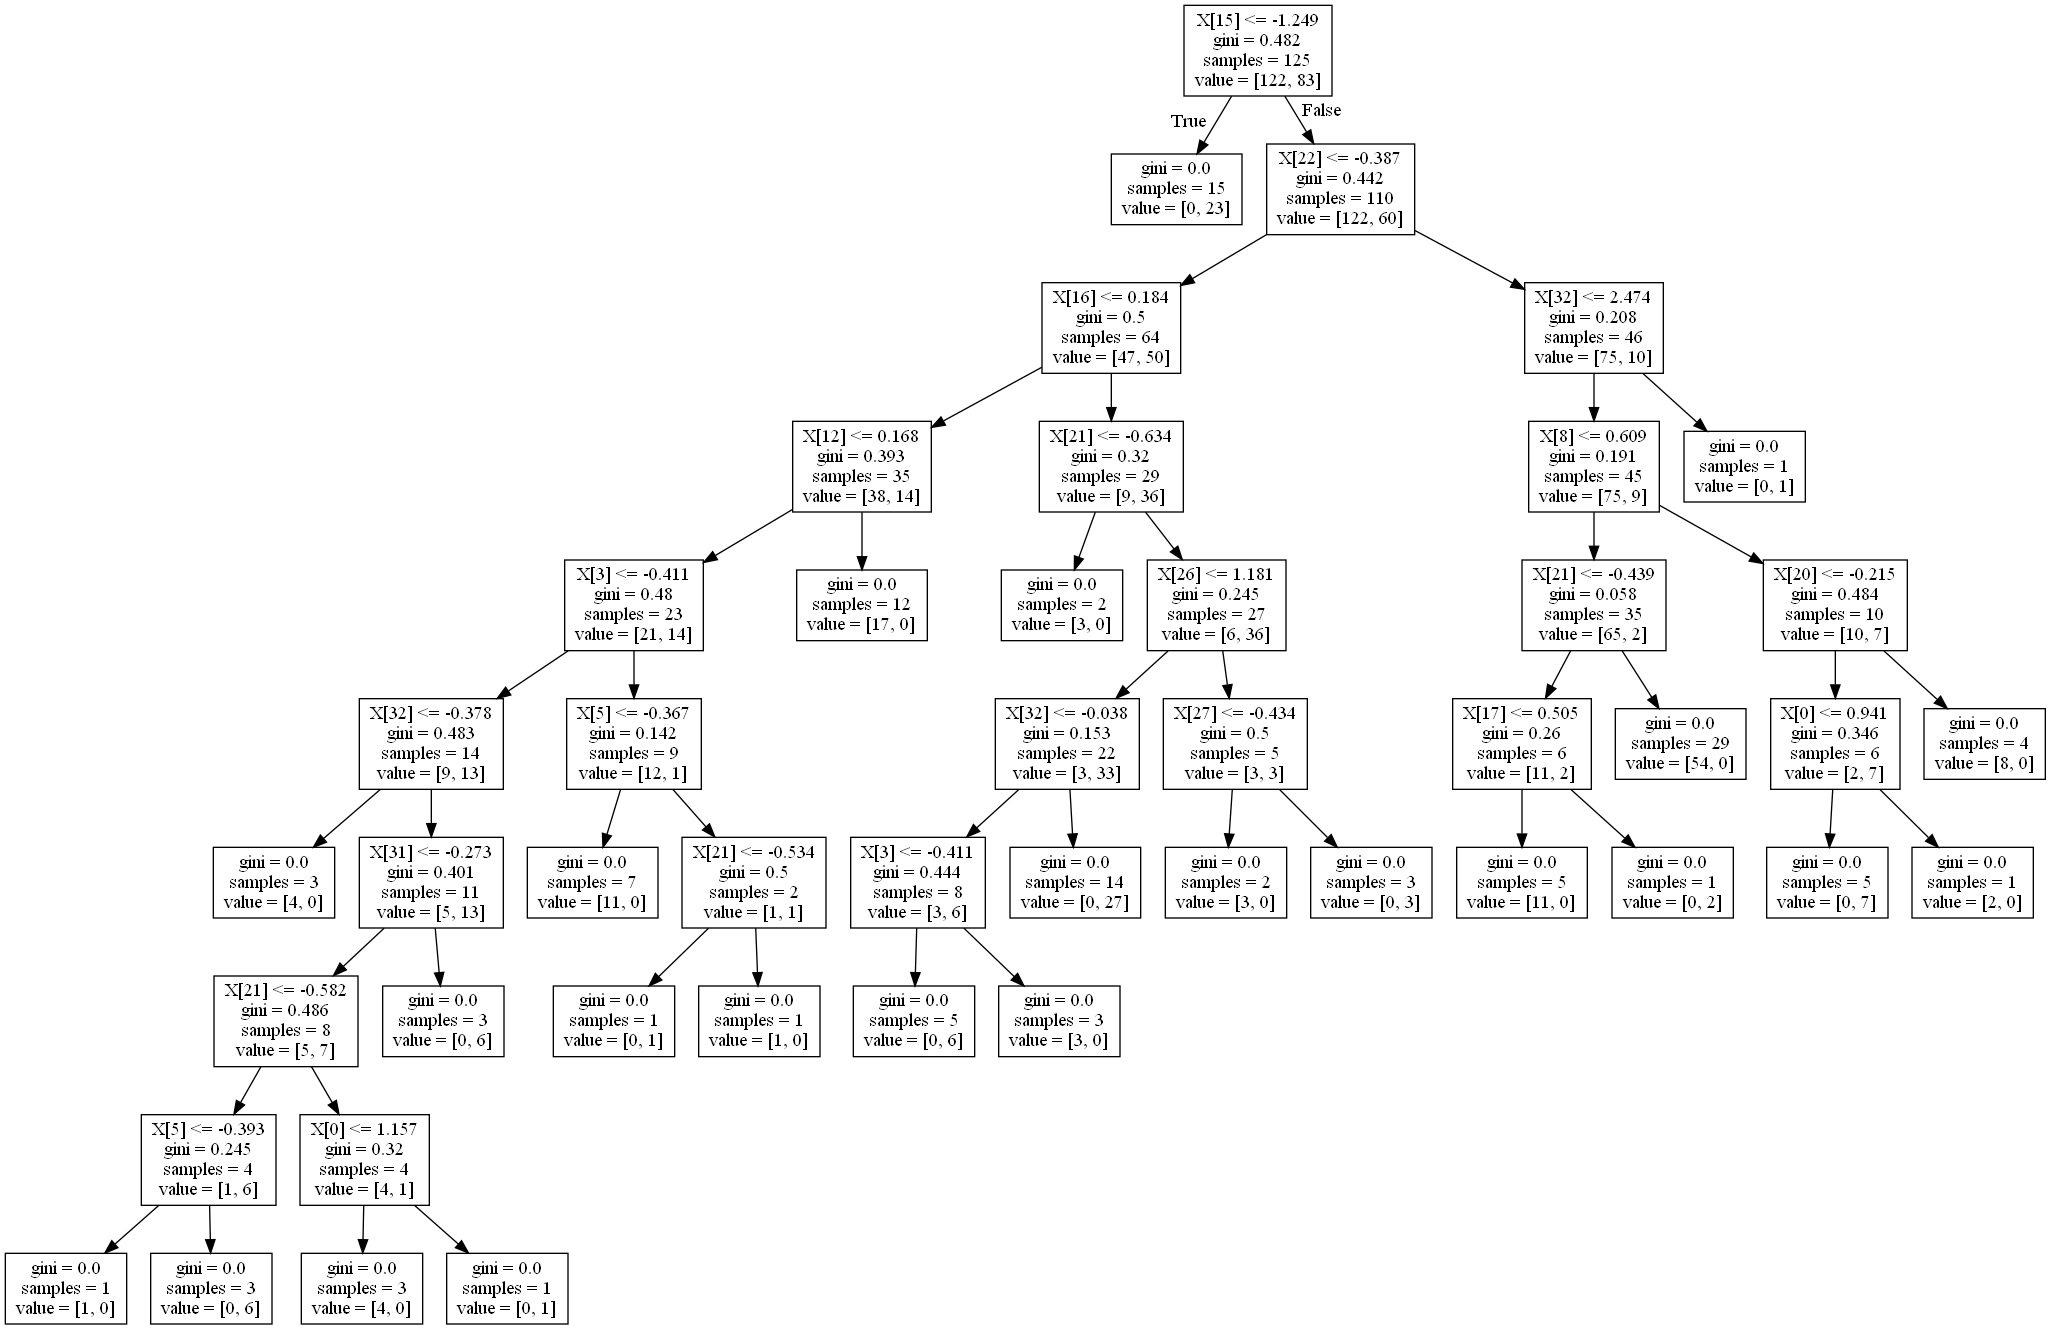 X[15] <= -1.249
gini = 0.482
samples = 125
value = [122, 83]
True
False
gini = 0.0
samples = 15
value = [0, 23]
X[22] <= -0.387
gini = 0.442
samples = 110
value = [122, 60]
X[16] <= 0.184
gini = 0.5
samples = 64
value = [47, 50]
X[32] <= 2.474
gini = 0.208
samples = 46
value = [75, 10]
X[12] <= 0.168
gini = 0.393
samples = 35
value = [38, 14]
X[21] <= -0.634
gini = 0.32
samples = 29
value = [9, 36]
X[8] <= 0.609
gini = 0.191
samples = 45
value = [75, 9]
gini = 0.0
samples = 1
value = [0, 1]
X[3] <= -0.411
gini = 0.48
samples = 23
value = [21, 14]
gini = 0.0
samples = 12
value = [17, 0]
gini = 0.0
samples = 2
value = [3, 0]
X[26] <= 1.181
gini = 0.245
samples = 27
value = [6, 36]
X[21] <= -0.439
gini = 0.058
samples = 35
value = [65, 2]
X[20] <= -0.215
gini = 0.484
samples = 10
value = [10, 7]
X[32] <= -0.378
gini = 0.483
samples = 14
value = [9, 13]
X[5] <= -0.367
gini = 0.142
samples = 9
value = [12, 1]
X[32] <= -0.038
gini = 0.153
samples = 22
value = [3, 33]
X[27] <= -0.434
gini = 0.5
samples = 5
value = [3, 3]
X[17] <= 0.505
gini = 0.26
samples = 6
value = [11, 2]
gini = 0.0
samples = 29
value = [54, 0]
X[0] <= 0.941
gini = 0.346
samples = 6
value = [2, 7]
gini = 0.0
samples = 4
value = [8, 0]
gini = 0.0
samples = 3
value = [4, 0]
X[31] <= -0.273
gini = 0.401
samples = 11
value = [5, 13]
gini = 0.0
samples = 7
value = [11, 0]
X[21] <= -0.534
gini = 0.5
samples = 2
value = [1, 1]
X[3] <= -0.411
gini = 0.444
samples = 8
value = [3, 6]
gini = 0.0
samples = 14
value = [0, 27]
gini = 0.0
samples = 2
value = [3, 0]
gini = 0.0
samples = 3
value = [0, 3]
gini = 0.0
samples = 5
value = [11, 0]
gini = 0.0
samples = 1
value = [0, 2]
gini = 0.0
samples = 5
value = [0, 7]
gini = 0.0
samples = 1
value = [2, 0]
X[21] <= -0.582
gini = 0.486
samples = 8
value = [5, 7]
gini = 0.0
samples = 3
value = [0, 6]
gini = 0.0
samples = 1
value = [0, 1]
gini = 0.0
samples = 1
value = [1, 0]
gini = 0.0
samples = 5
value = [0, 6]
gini = 0.0
samples = 3
value = [3, 0]
X[5] <= -0.393
gini = 0.245
samples = 4
value = [1, 6]
X[0] <= 1.157
gini = 0.32
samples = 4
value = [4, 1]
gini = 0.0
samples = 1
value = [1, 0]
gini = 0.0
samples = 3
value = [0, 6]
gini = 0.0
samples = 3
value = [4, 0]
gini = 0.0
samples = 1
value = [0, 1]